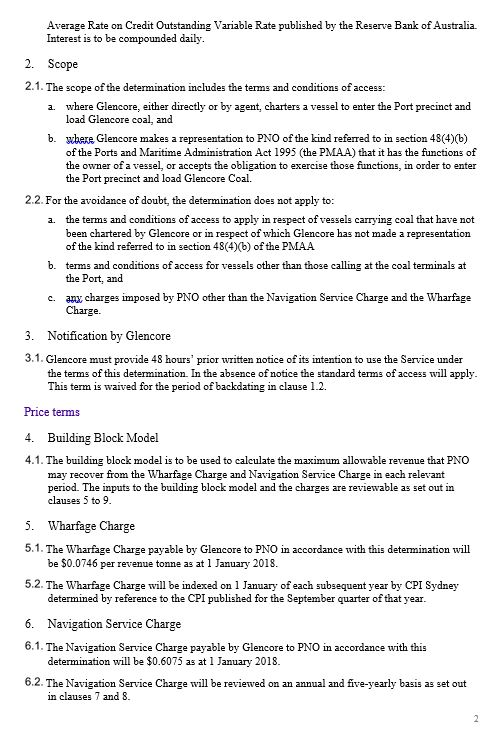 Average Rate on Credit Outstanding Variable Rate published by the Reserve Bank of Australia.
Interest is to be compounded daily.
2. Scope
2.1. The scope of the determination includes the terms and conditions of access:
a. where Glencore, either directly or by agent, charters a vessel to enter the Port precinct and
load Glencore coal, and
b. where Glencore makes a representation to PNO of the kind referred to in section 48(4)(b)
of the Ports and Maritime Administration Act 1995 (the PMAA) that it has the functions of
the owner of a vessel, or accepts the obligation to exercise those functions, in order to enter
the Port precinct and load Glencore Coal.
2.2. For the avoidance of doubt, the determination does not apply to:
a. the terms and conditions of access to apply in respect of vessels carrying coal that have not
been chartered by Glencore or in respect of which Glencore has not made a representation
of the kind referred to in section 48(4)(b) of the PMAA
b. terms and conditions of access for vessels other than those calling at the coal terminals at
the Port, and
c. any charges imposed by PNO other than the Navigation Service Charge and the Wharfage
Charge.
3. Notification by Glencore
3.1. Glencore must provide 48 hours' prior written notice of its intention to use the Service under
the terms of this determination. In the absence of notice the standard terms of access will apply.
This term is waived for the period of backdating in clause 1.2.
Price terms
4. Building Block Model
4.1. The building block model is to be used to calculate the maximum allowable revenue that PNO
may recover from the Wharfage Charge and Navigation Service Charge in each relevant
period. The inputs to the building block model and the charges are reviewable as set out in
clauses 5 to 9.
5. Wharfage Charge
5.1. The Wharfage Charge payable by Glencore to PNO in accordance with this determination will
be $0.0746 per revenue tonne as at 1 January 2018.
5.2. The Wharfage Charge will be indexed on 1 January of each subsequent year by CPI Sydney
determined by reference to the CPI published for the September quarter of that year.
6. Navigation Service Charge
6.1. The Navigation Service Charge payable by Glencore to PNO in accordance with this
determination will be $0.6075 as at 1 January 2018.
6.2. The Navigation Service Charge will be reviewed on an annual and five-yearly basis as set out
in clauses 7 and 8.
2